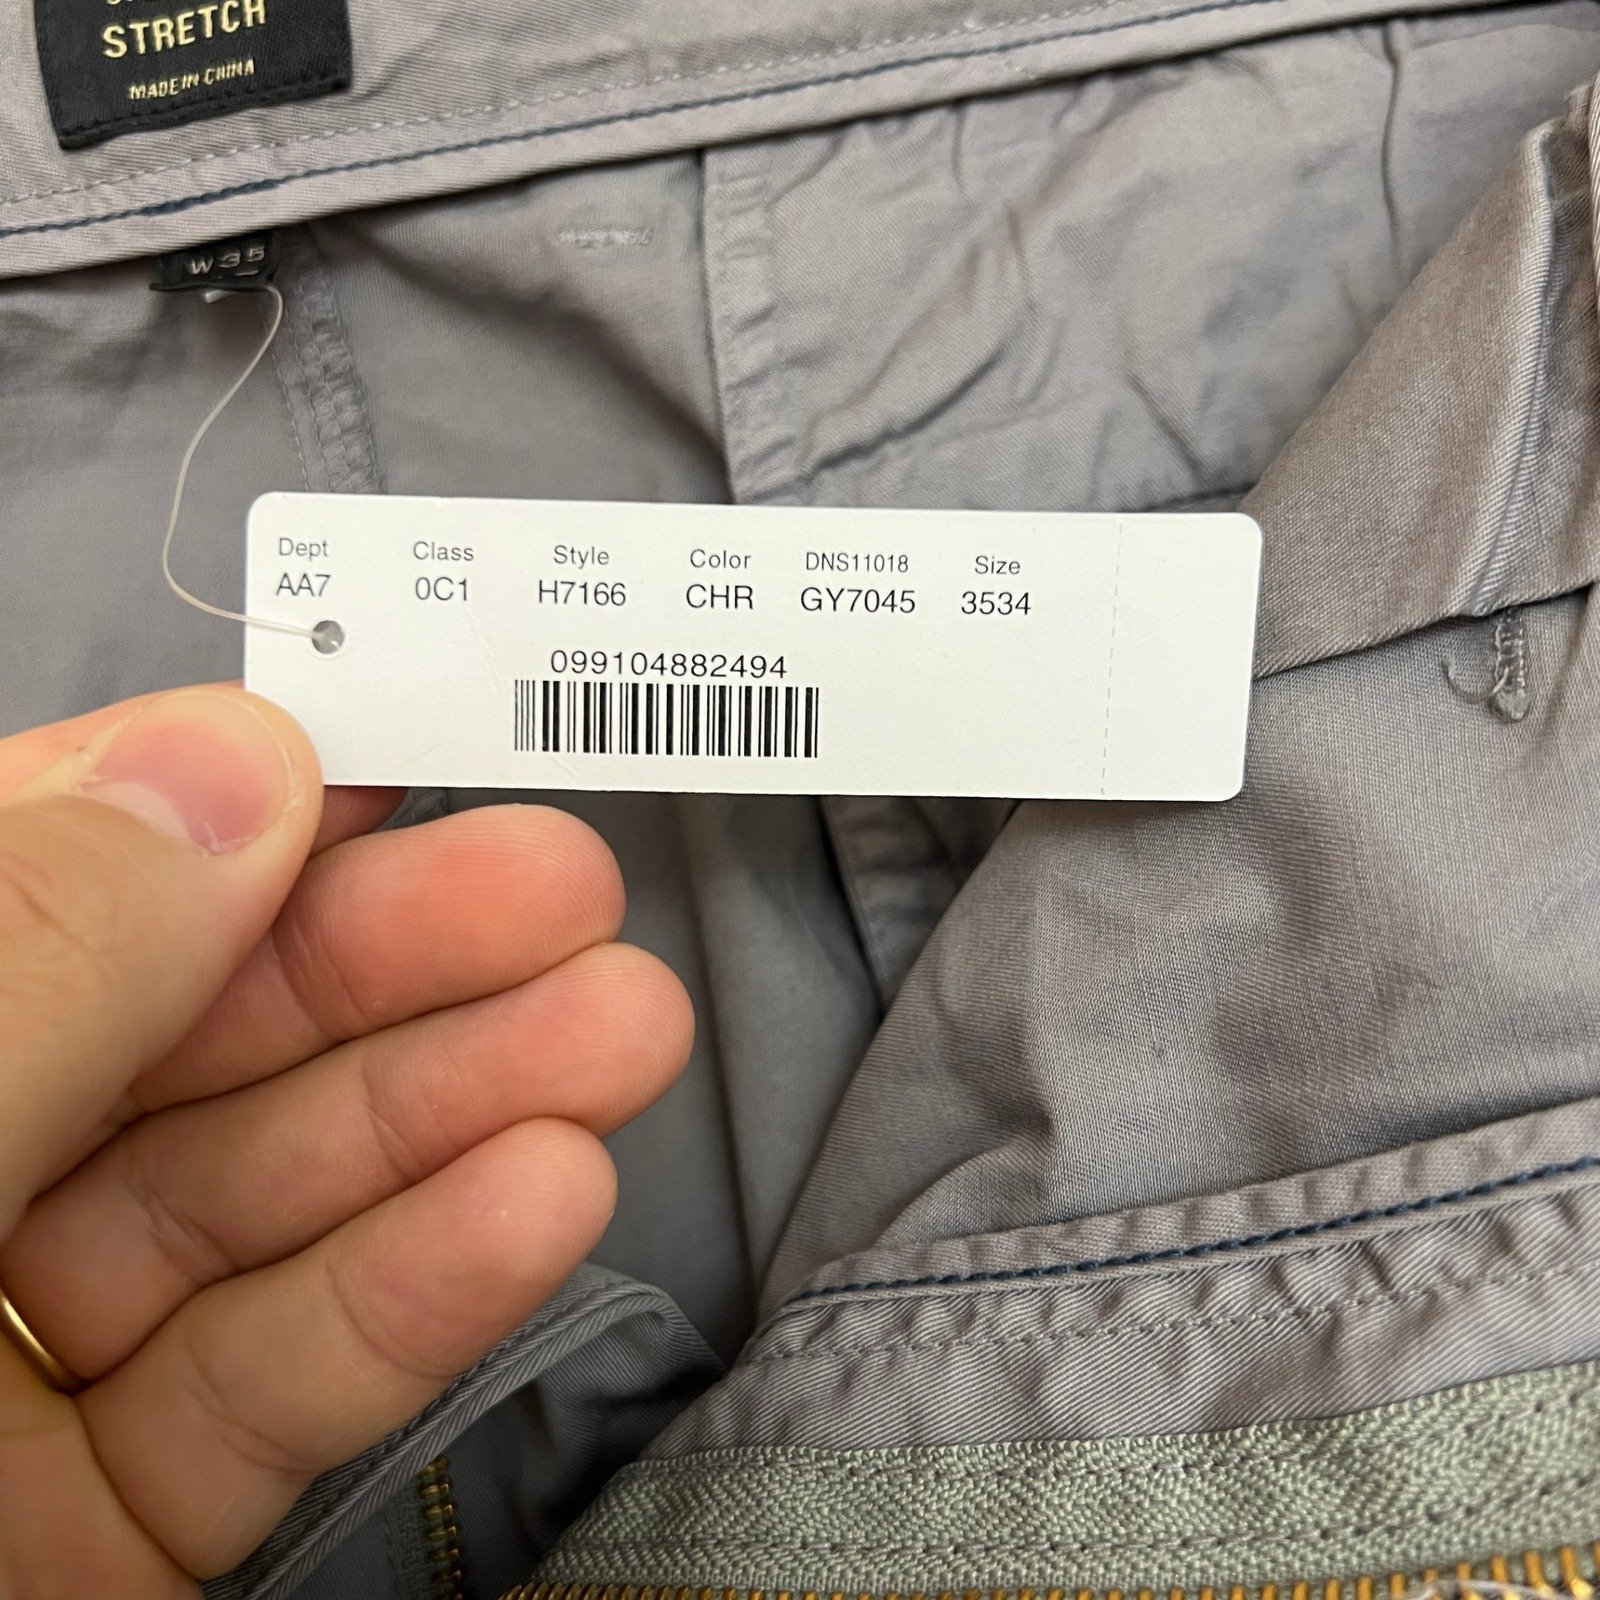 STRETCH
MADE IN CHINA
W35
Dept Class Style Color DNS11018 Size
AA7 0C1 H7166 CHR GY7045 3534
099104882494